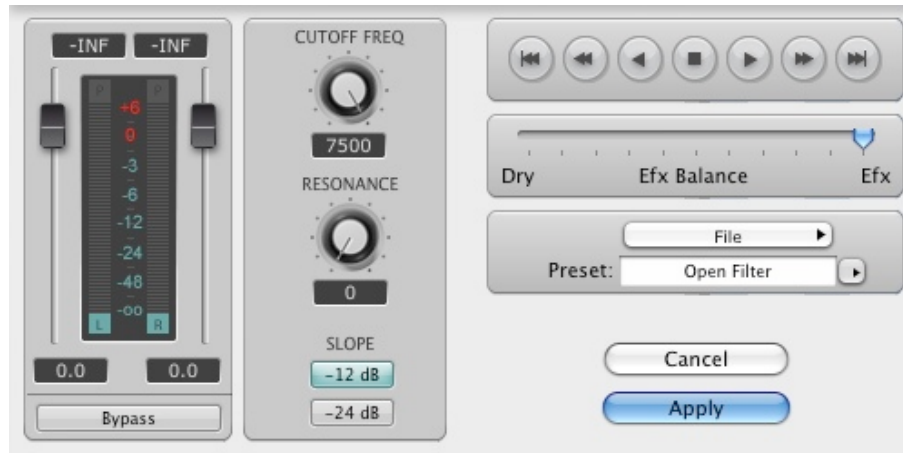 -INF -INF
P P
+6
0
-3
-6
-12
-24
-48
-oo
L R
0.0 0.0
Bypass
CUTOFF FREQ
7500
RESONANCE
0
SLOPE
-12 dB
-24 dB
Dry Efx Balance Efx
File
Preset: Open Filter
Cancel
Apply